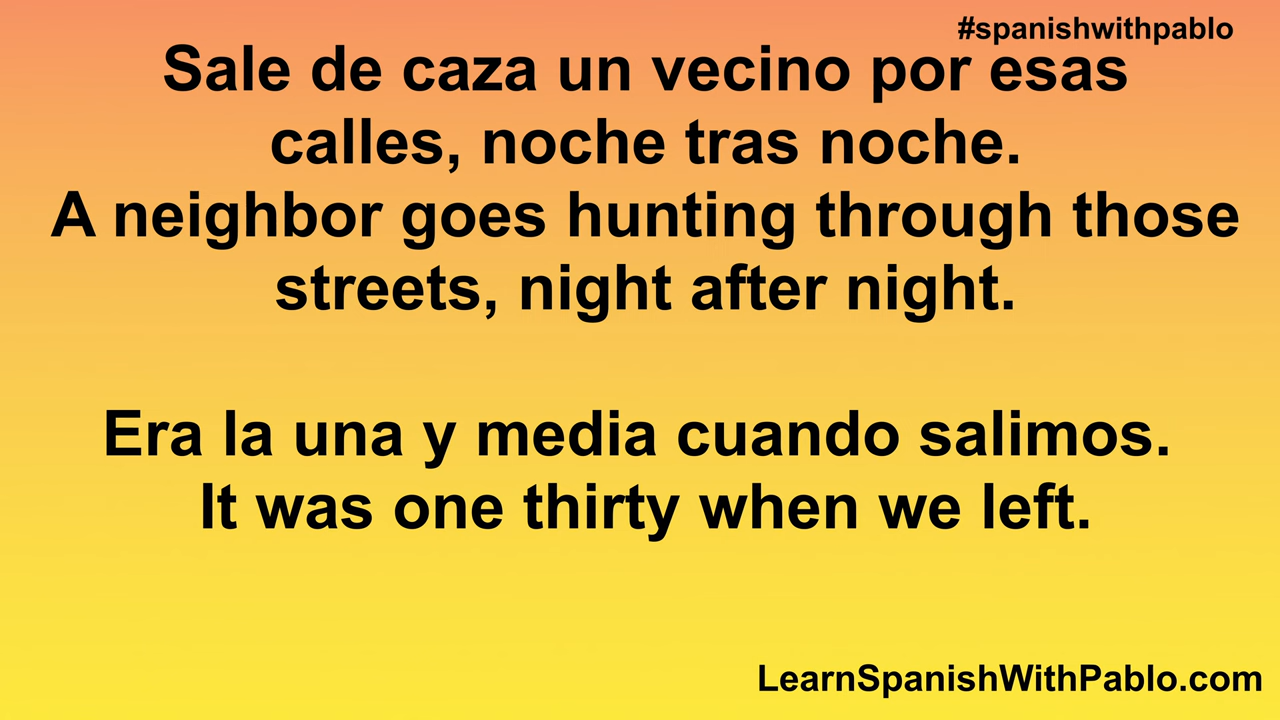 #spanishwithpablo
Sale de caza un vecino por esas
calles, noche tras noche.
A neighbor goes hunting through those
streets, night after night.
Era la una y media cuando salimos.
It was one thirty when we left.
LearnSpanishWithPablo.com